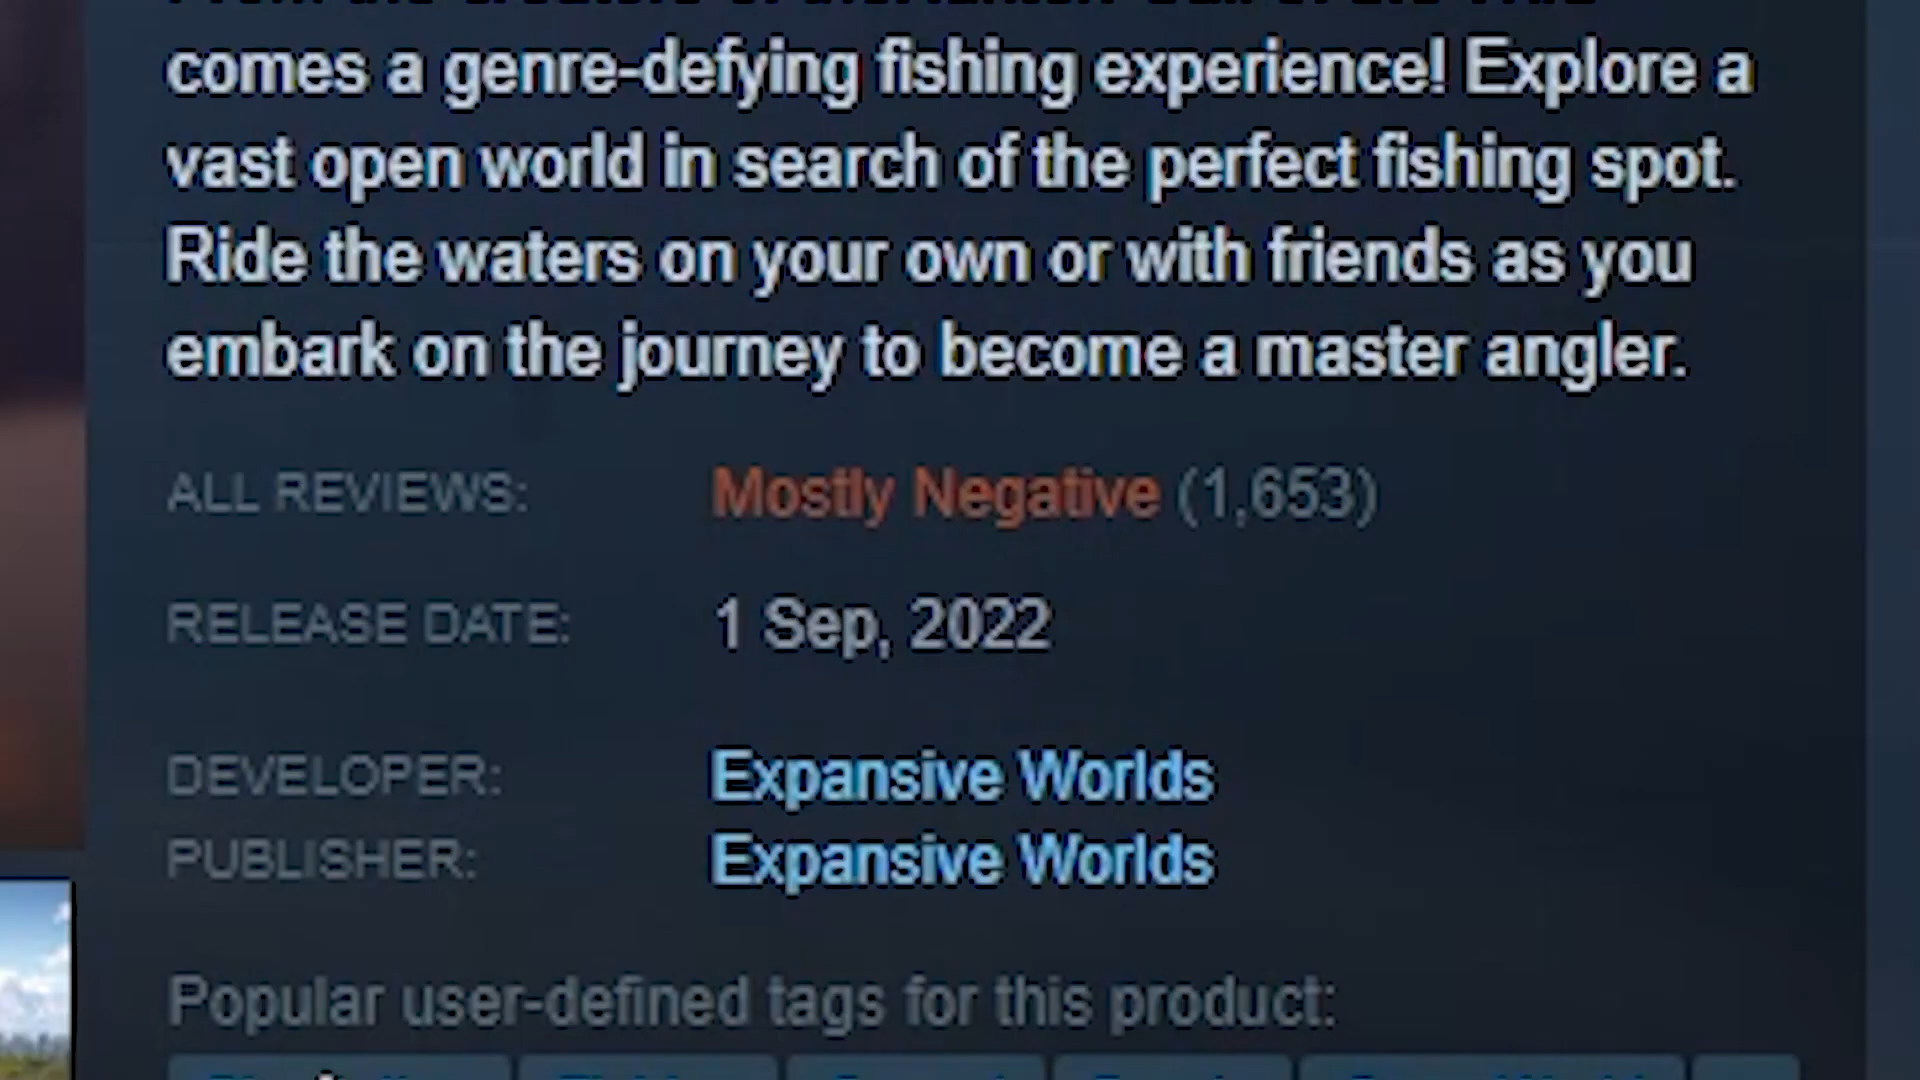 comes a genre-defying fishing experience! Explore a
vast open world in search of the perfect fishing spot.
Ride the waters on your own or with friends as you
embark on the journey to become a master angler.
ALL REVIEWS: Mostly Negative (1,653)
RELEASE DATE: 1 Sep, 2022
DEVELOPER: Expansive Worlds
PUBLISHER: Expansive Worlds
Popular user-defined tags for this product: